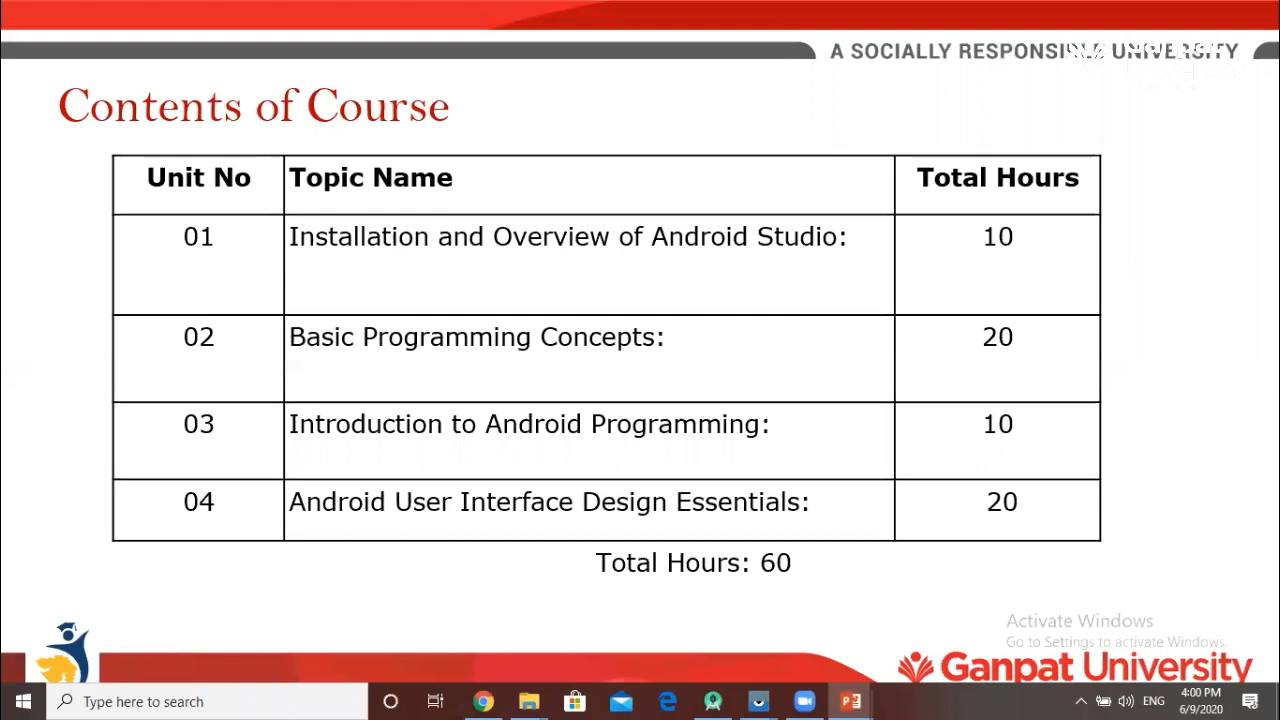 A SOCIALLY RESPONSIBLE UNIVERSITY
Contents of Course
Unit No Topic Name Total Hours
01 Installation and Overview of Android Studio: 10
02 Basic Programming Concepts: 20
03 Introduction to Android Programming: 10
04 Android User Interface Design Essentials: 20
Total Hours: 60
Activate Windows
Go to Settings to activate Windows.
Ganpat University
Type here to search
ENG
4:00 PM
6/9/2020